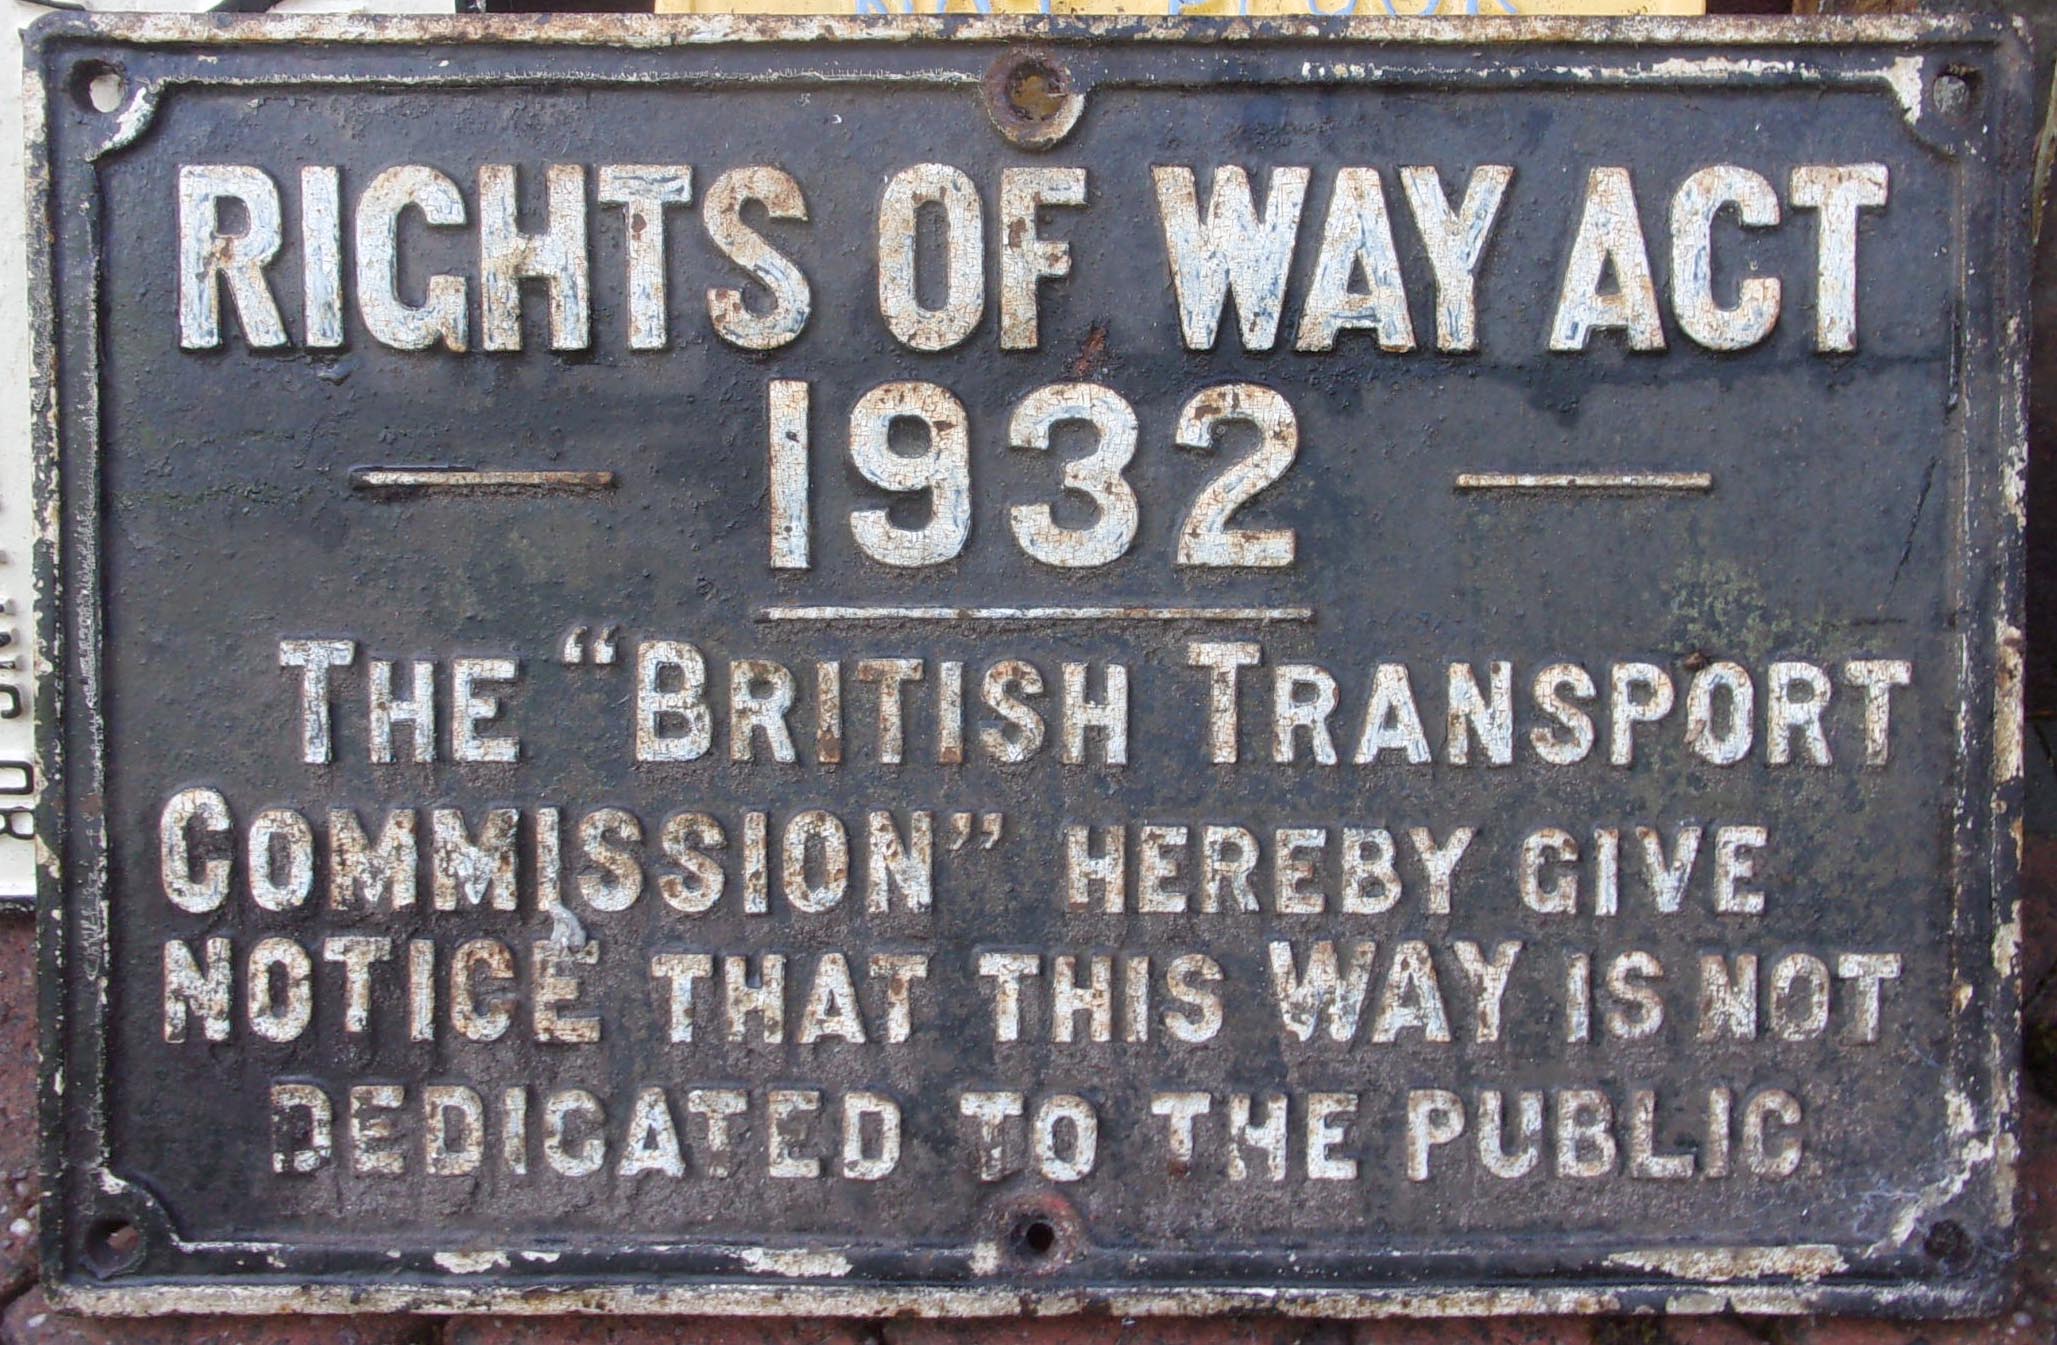 RIGHTS OF WAY ACT
1932
THE “BRITISH TRANSPORT
COMMISSION” HEREBY GIVE
NOTICE THAT THIS WAY IS NOT
DEDICATED TO THE PUBLIC